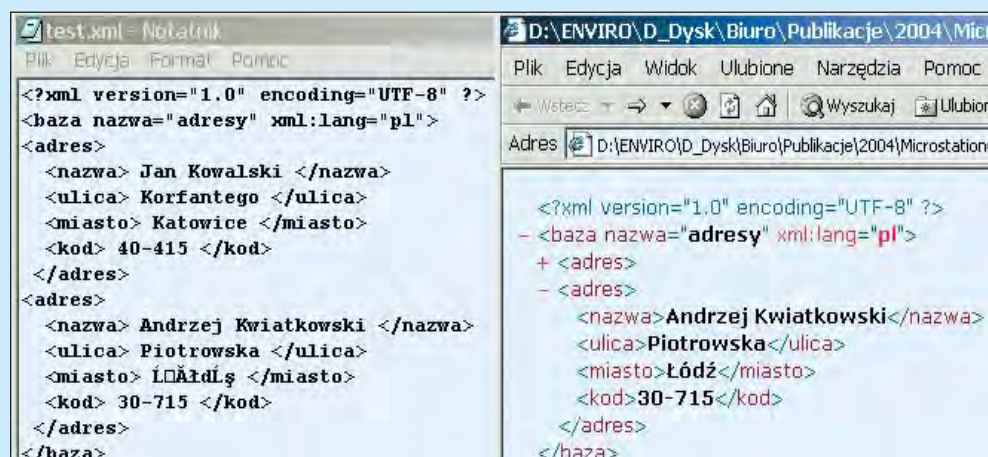 test.xml - Notatnik
Plik Edycja Format Pomoc
<?xml version="1.0" encoding="UTF-8" ?>
<baza nazwa="adresy" xml:lang="pl">
<adres>
<nazwa> Jan Kowalski </nazwa>
<ulica> Korfantego </ulica>
<miasto> Katowice </miasto>
<kod> 40-415 </kod>
</adres>
<adres>
<nazwa> Andrzej Kwiatkowski </nazwa>
<ulica> Piotrowska </ulica>
<miasto> Ĺ□ĂłdĹş </miasto>
<kod> 30-715 </kod>
</adres>
</baza>
D:\ENVIRO\D_Dysk\Biuro\Publikacje\2004\Micr
Plik Edycja Widok Ulubione Narzędzia Pomoc
Wstecz Wyszukaj Ulubion
Adres D:\ENVIRO\D_Dysk\Biuro\Publikacje\2004\Microstation
<?xml version="1.0" encoding="UTF-8" ?>
- <baza nazwa="adresy" xml:lang="pl">
+ <adres>
- <adres>
<nazwa>Andrzej Kwiatkowski</nazwa>
<ulica>Piotrowska</ulica>
<miasto>Łódź</miasto>
<kod>30-715</kod>
</adres>
</baza>